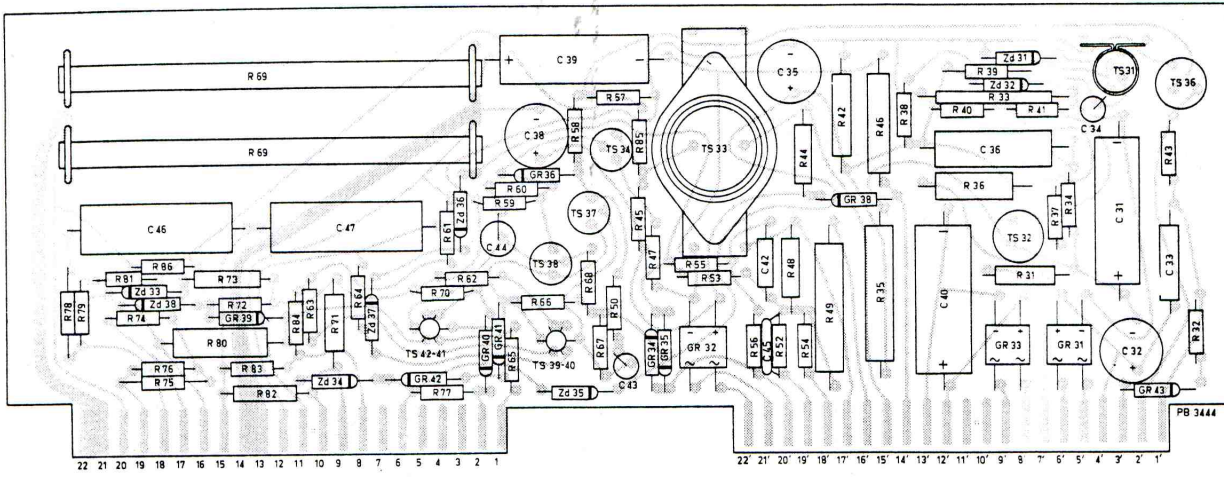 R 69
C 39
R 57
C 35
Zd 31
R 39
Zd 32
R 33
R 40
R 41
TS 31
TS 36
C 34
R 69
C 38
R 58
TS 34
R 85
TS 33
R 44
R 42
R 46
R 38
C 36
R 43
GR 36
R 60
R 59
Zd 36
R 61
C 44
TS 37
R 45
R 47
GR 38
R 36
R 37
R 34
C 31
C 46
C 47
TS 38
R 55
R 53
C 42
R 48
R 49
R 35
C 40
TS 32
R 31
C 33
R 86
R 81
Zd 33
Zd 38
R 74
R 73
R 72
GR 39
R 62
R 70
R 66
R 68
R 50
R 78
R 79
R 84
R 63
R 71
R 64
Zd 37
TS 42-41
GR 40
GR 41
R 65
TS 39-40
R 67
C 43
GR 34
GR 35
GR 32
R 56
C 45
R 52
R 54
GR 33
GR 31
C 32
R 32
R 80
R 76
R 75
R 83
R 82
Zd 34
GR 42
R 77
Zd 35
GR 43
PB 3444
22 21 20 19 18 17 16 15 14 13 12 11 10 9 8 7 6 5 4 3 2 1
22' 21' 20' 19' 18' 17' 16' 15' 14' 13' 12' 11' 10' 9' 8' 7' 6' 5' 4' 3' 2' 1'